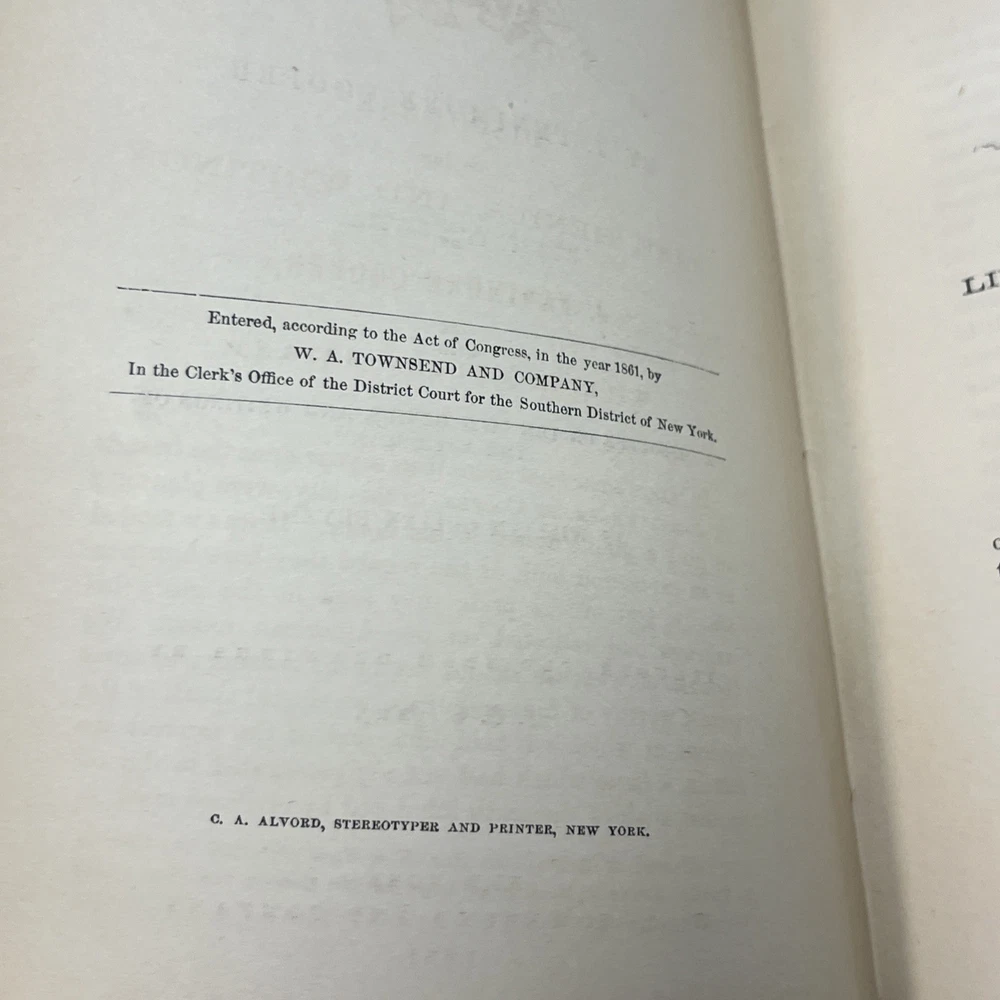 Entered, according to the Act of Congress, in the year 1861, by
W. A. TOWNSEND AND COMPANY,
In the Clerk's Office of the District Court for the Southern District of New York.
C. A. ALVORD, STEREOTYPER AND PRINTER, NEW YORK.
LI